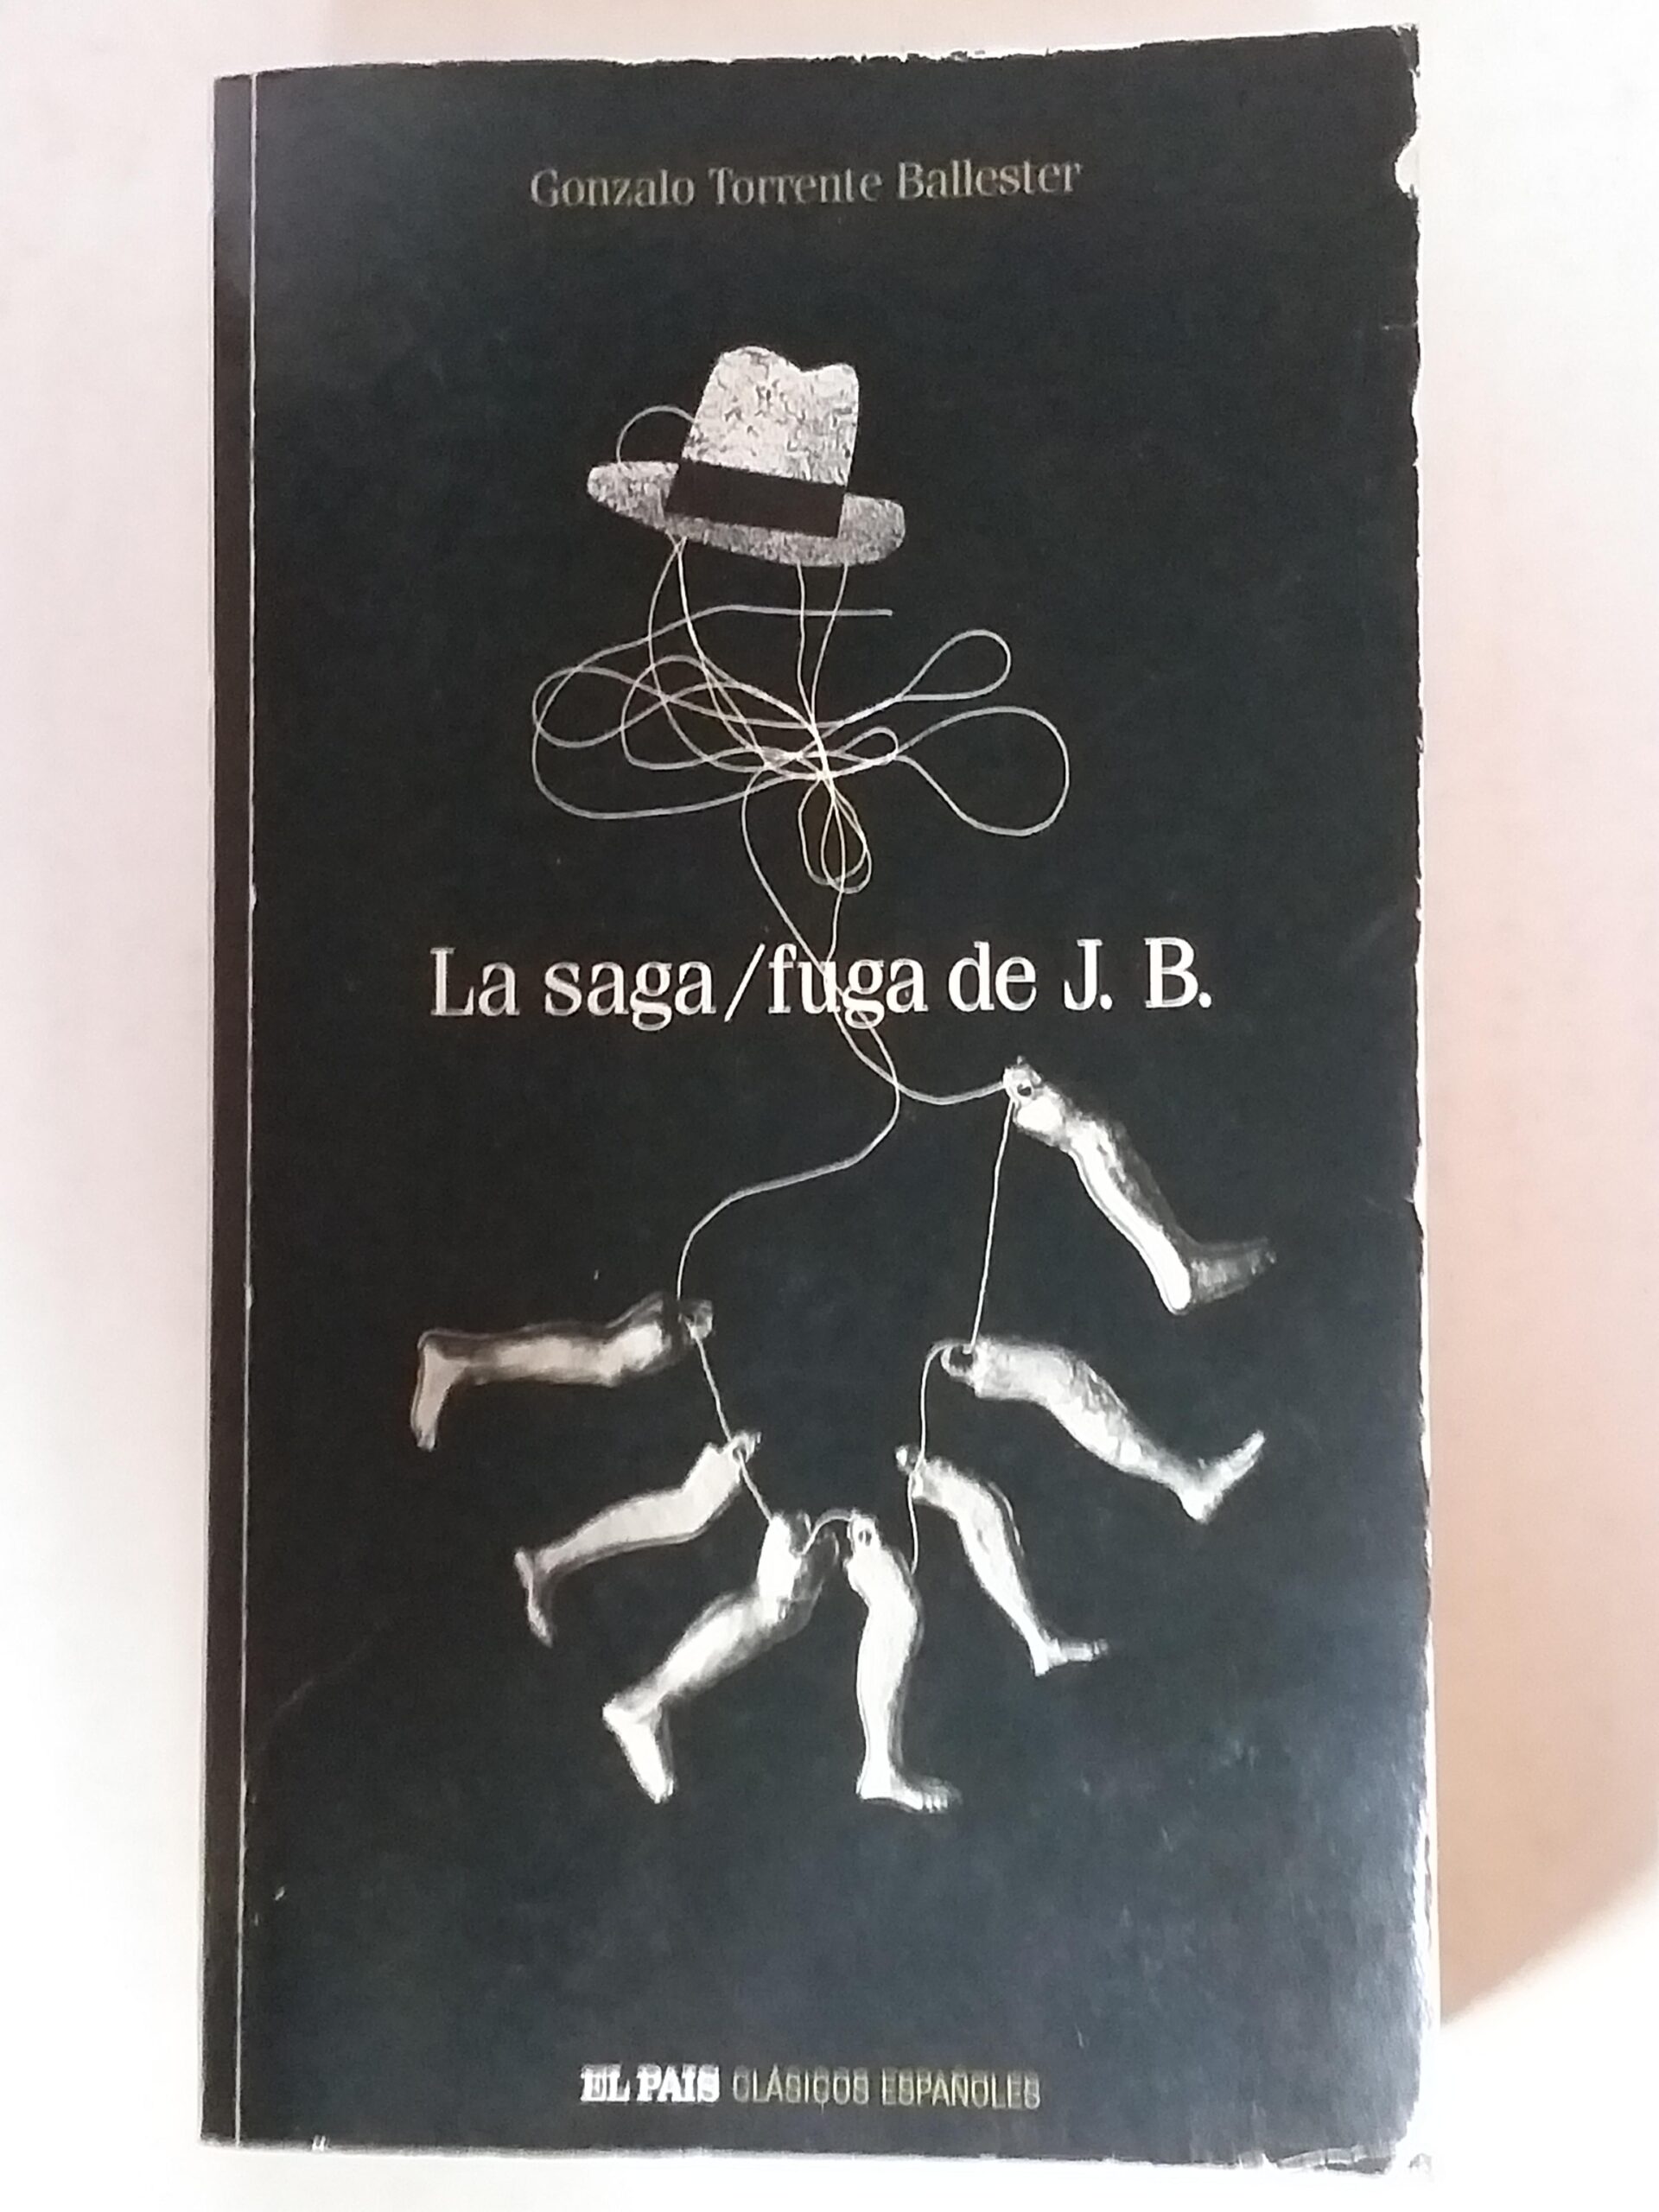 Gonzalo Torrente Ballester
La saga/fuga de J. B.
EL PAIS CLÁSICOS ESPAÑOLES